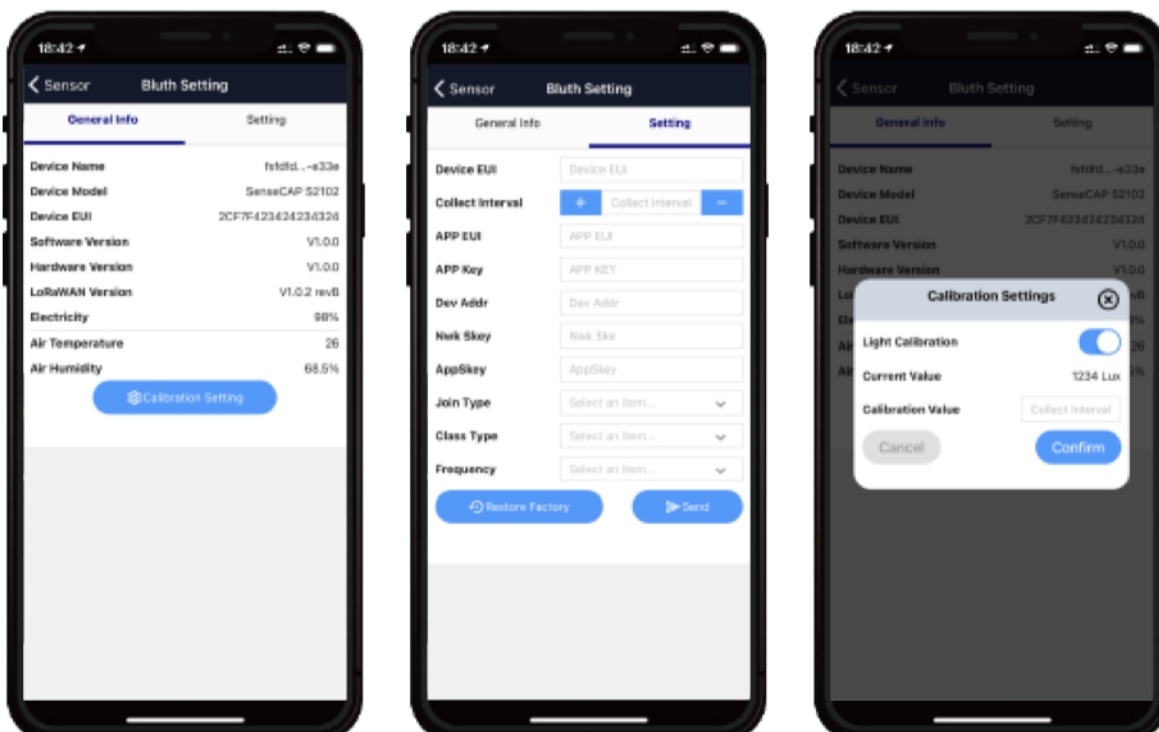 18:42
Sensor Bluth Setting
General Info Setting
Device Name
Device Model SenseCAP S2102
Device EUI 2CF7F423424234324
Software Version V1.0.0
Hardware Version V1.0.0
LoRaWAN Version V1.0.2 revB
Electricity 98%
Air Temperature 26
Air Humidity 68.5%
Calibration Setting
18:42
Sensor Bluth Setting
General Info Setting
Device EUI Device EUI
Collect Interval + Collect Interval −
APP EUI APP EUI
APP Key APP KEY
Dev Addr Dev Addr
Nwk Skey Nwk Ske
AppSkey AppSkey
Join Type Select an item...
Class Type Select an item...
Frequency Select an item...
Restore Factory Send
18:42
Sensor Bluth Setting
General Info Setting
Device Name
Device Model SenseCAP S2102
Device EUI 2CF7F423424234324
Software Version V1.0.0
Hardware Version V1.0.0
Calibration Settings
Light Calibration
Current Value 1234 Lux
Calibration Value Collect Interval
Cancel Confirm